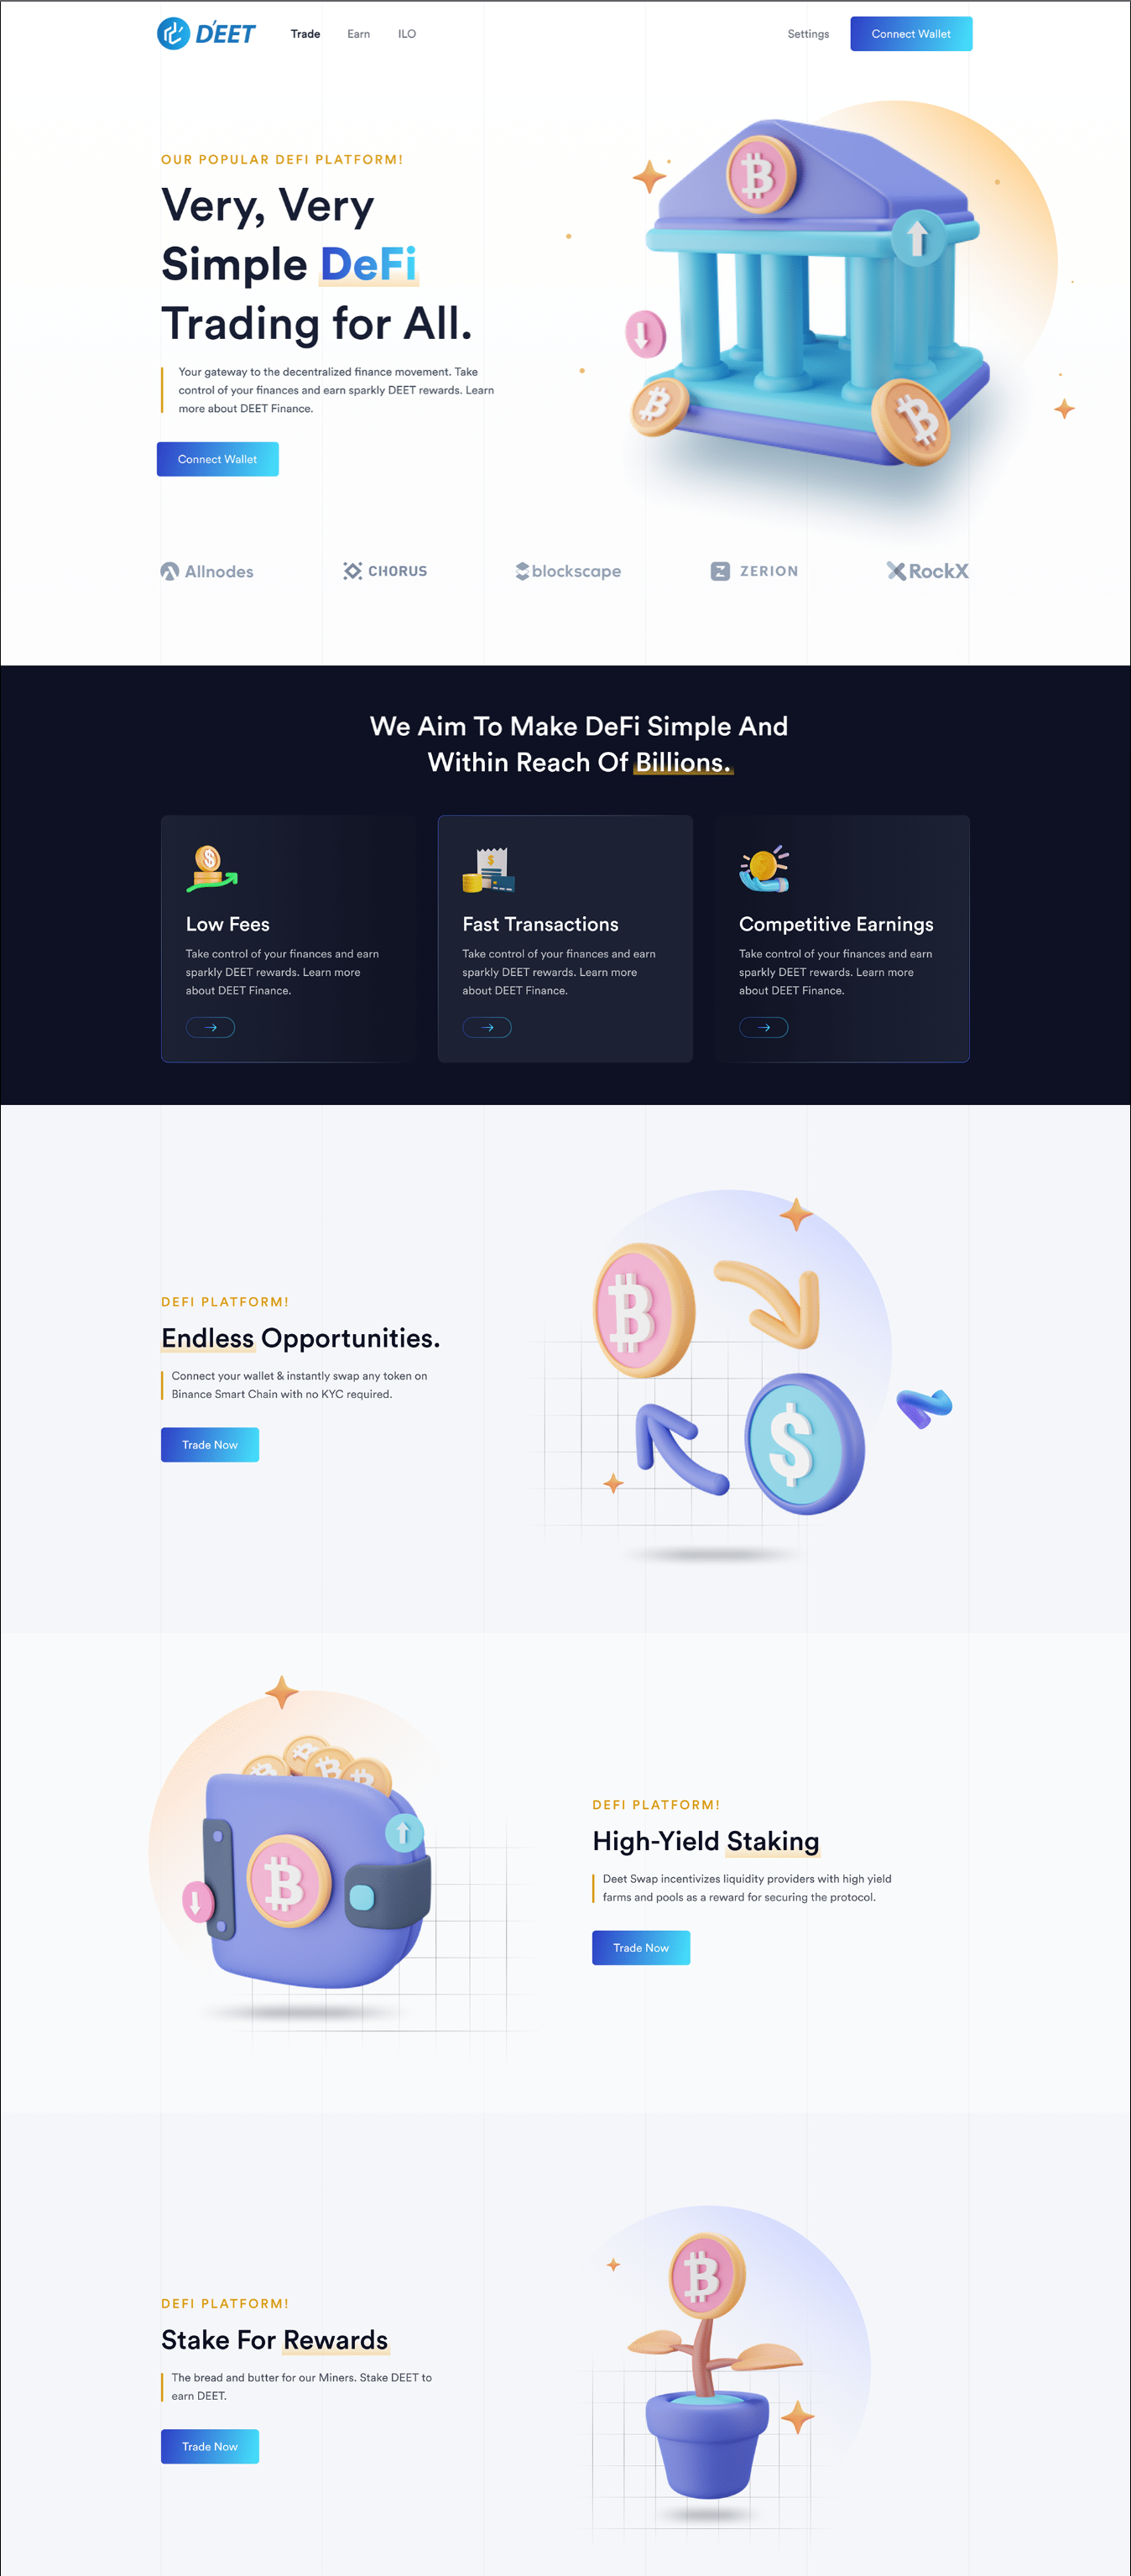 D'EET
Trade
Earn
ILO
Settings
Connect Wallet
OUR POPULAR DEFI PLATFORM!
Very, Very
Simple DeFi
Trading for All.
Your gateway to the decentralized finance movement. Take
control of your finances and earn sparkly DEET rewards. Learn
more about DEET Finance.
Connect Wallet
Allnodes
CHORUS
blockscape
ZERION
RockX
We Aim To Make DeFi Simple And
Within Reach Of Billions.
Low Fees
Take control of your finances and earn
sparkly DEET rewards. Learn more
about DEET Finance.
Fast Transactions
Take control of your finances and earn
sparkly DEET rewards. Learn more
about DEET Finance.
Competitive Earnings
Take control of your finances and earn
sparkly DEET rewards. Learn more
about DEET Finance.
DEFI PLATFORM!
Endless Opportunities.
Connect your wallet & instantly swap any token on
Binance Smart Chain with no KYC required.
Trade Now
DEFI PLATFORM!
High-Yield Staking
Deet Swap incentivizes liquidity providers with high yield
farms and pools as a reward for securing the protocol.
Trade Now
DEFI PLATFORM!
Stake For Rewards
The bread and butter for our Miners. Stake DEET to
earn DEET.
Trade Now